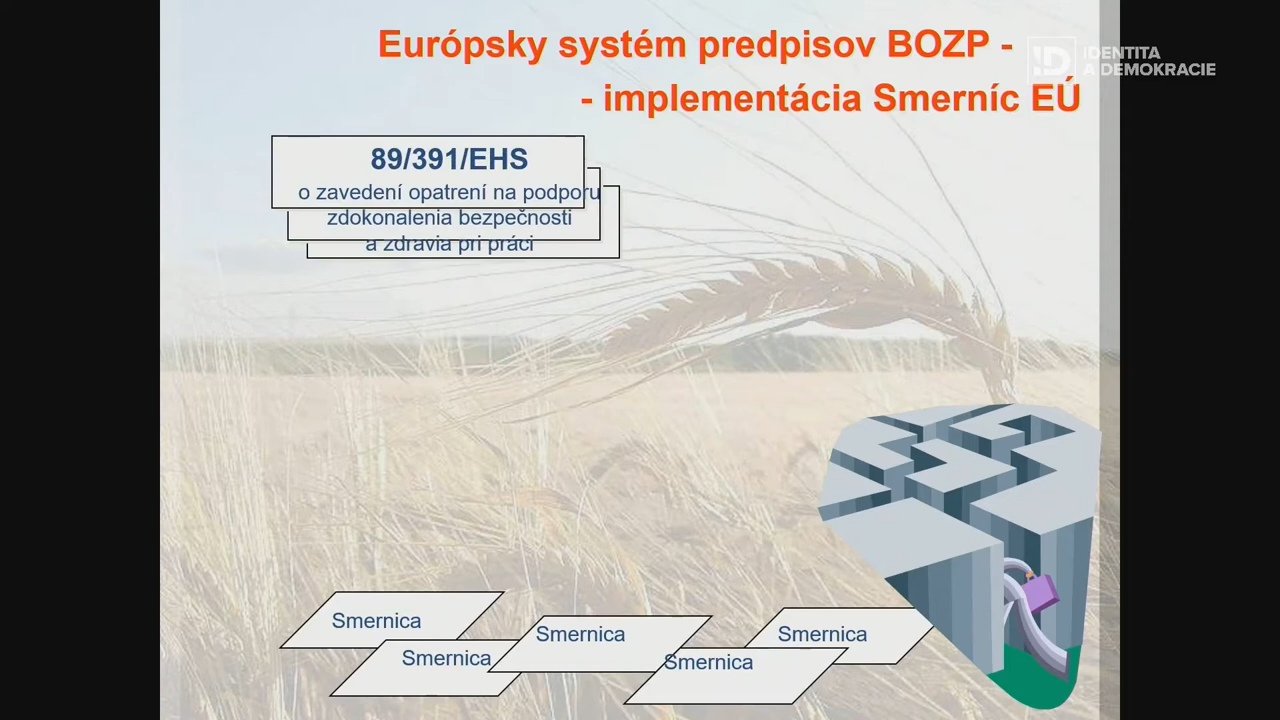 Európsky systém predpisov BOZP -
- implementácia Smerníc EÚ
ID IDENTITA
A DEMOKRACIE
89/391/EHS
o zavedení opatrení na podporu
zdokonalenia bezpečnosti
a zdravia pri práci
Smernica
Smernica
Smernica
Smernica
Smernica